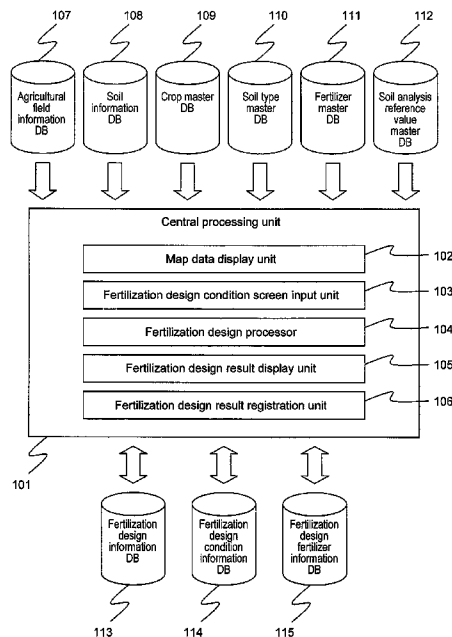 107
108
109
110
111
112
Agricultural
field
information
DB
Soil
information
DB
Crop master
DB
Soil type
master
DB
Fertilizer
master
DB
Soil analysis
reference
value
master
DB
Central processing unit
Map data display unit
102
Fertilization design condition screen input unit
103
Fertilization design processor
104
Fertilization design result display unit
105
Fertilization design result registration unit
106
101
Fertilization
design
information
DB
Fertilization
design
condition
information
DB
Fertilization
design
fertilizer
information
DB
113
114
115